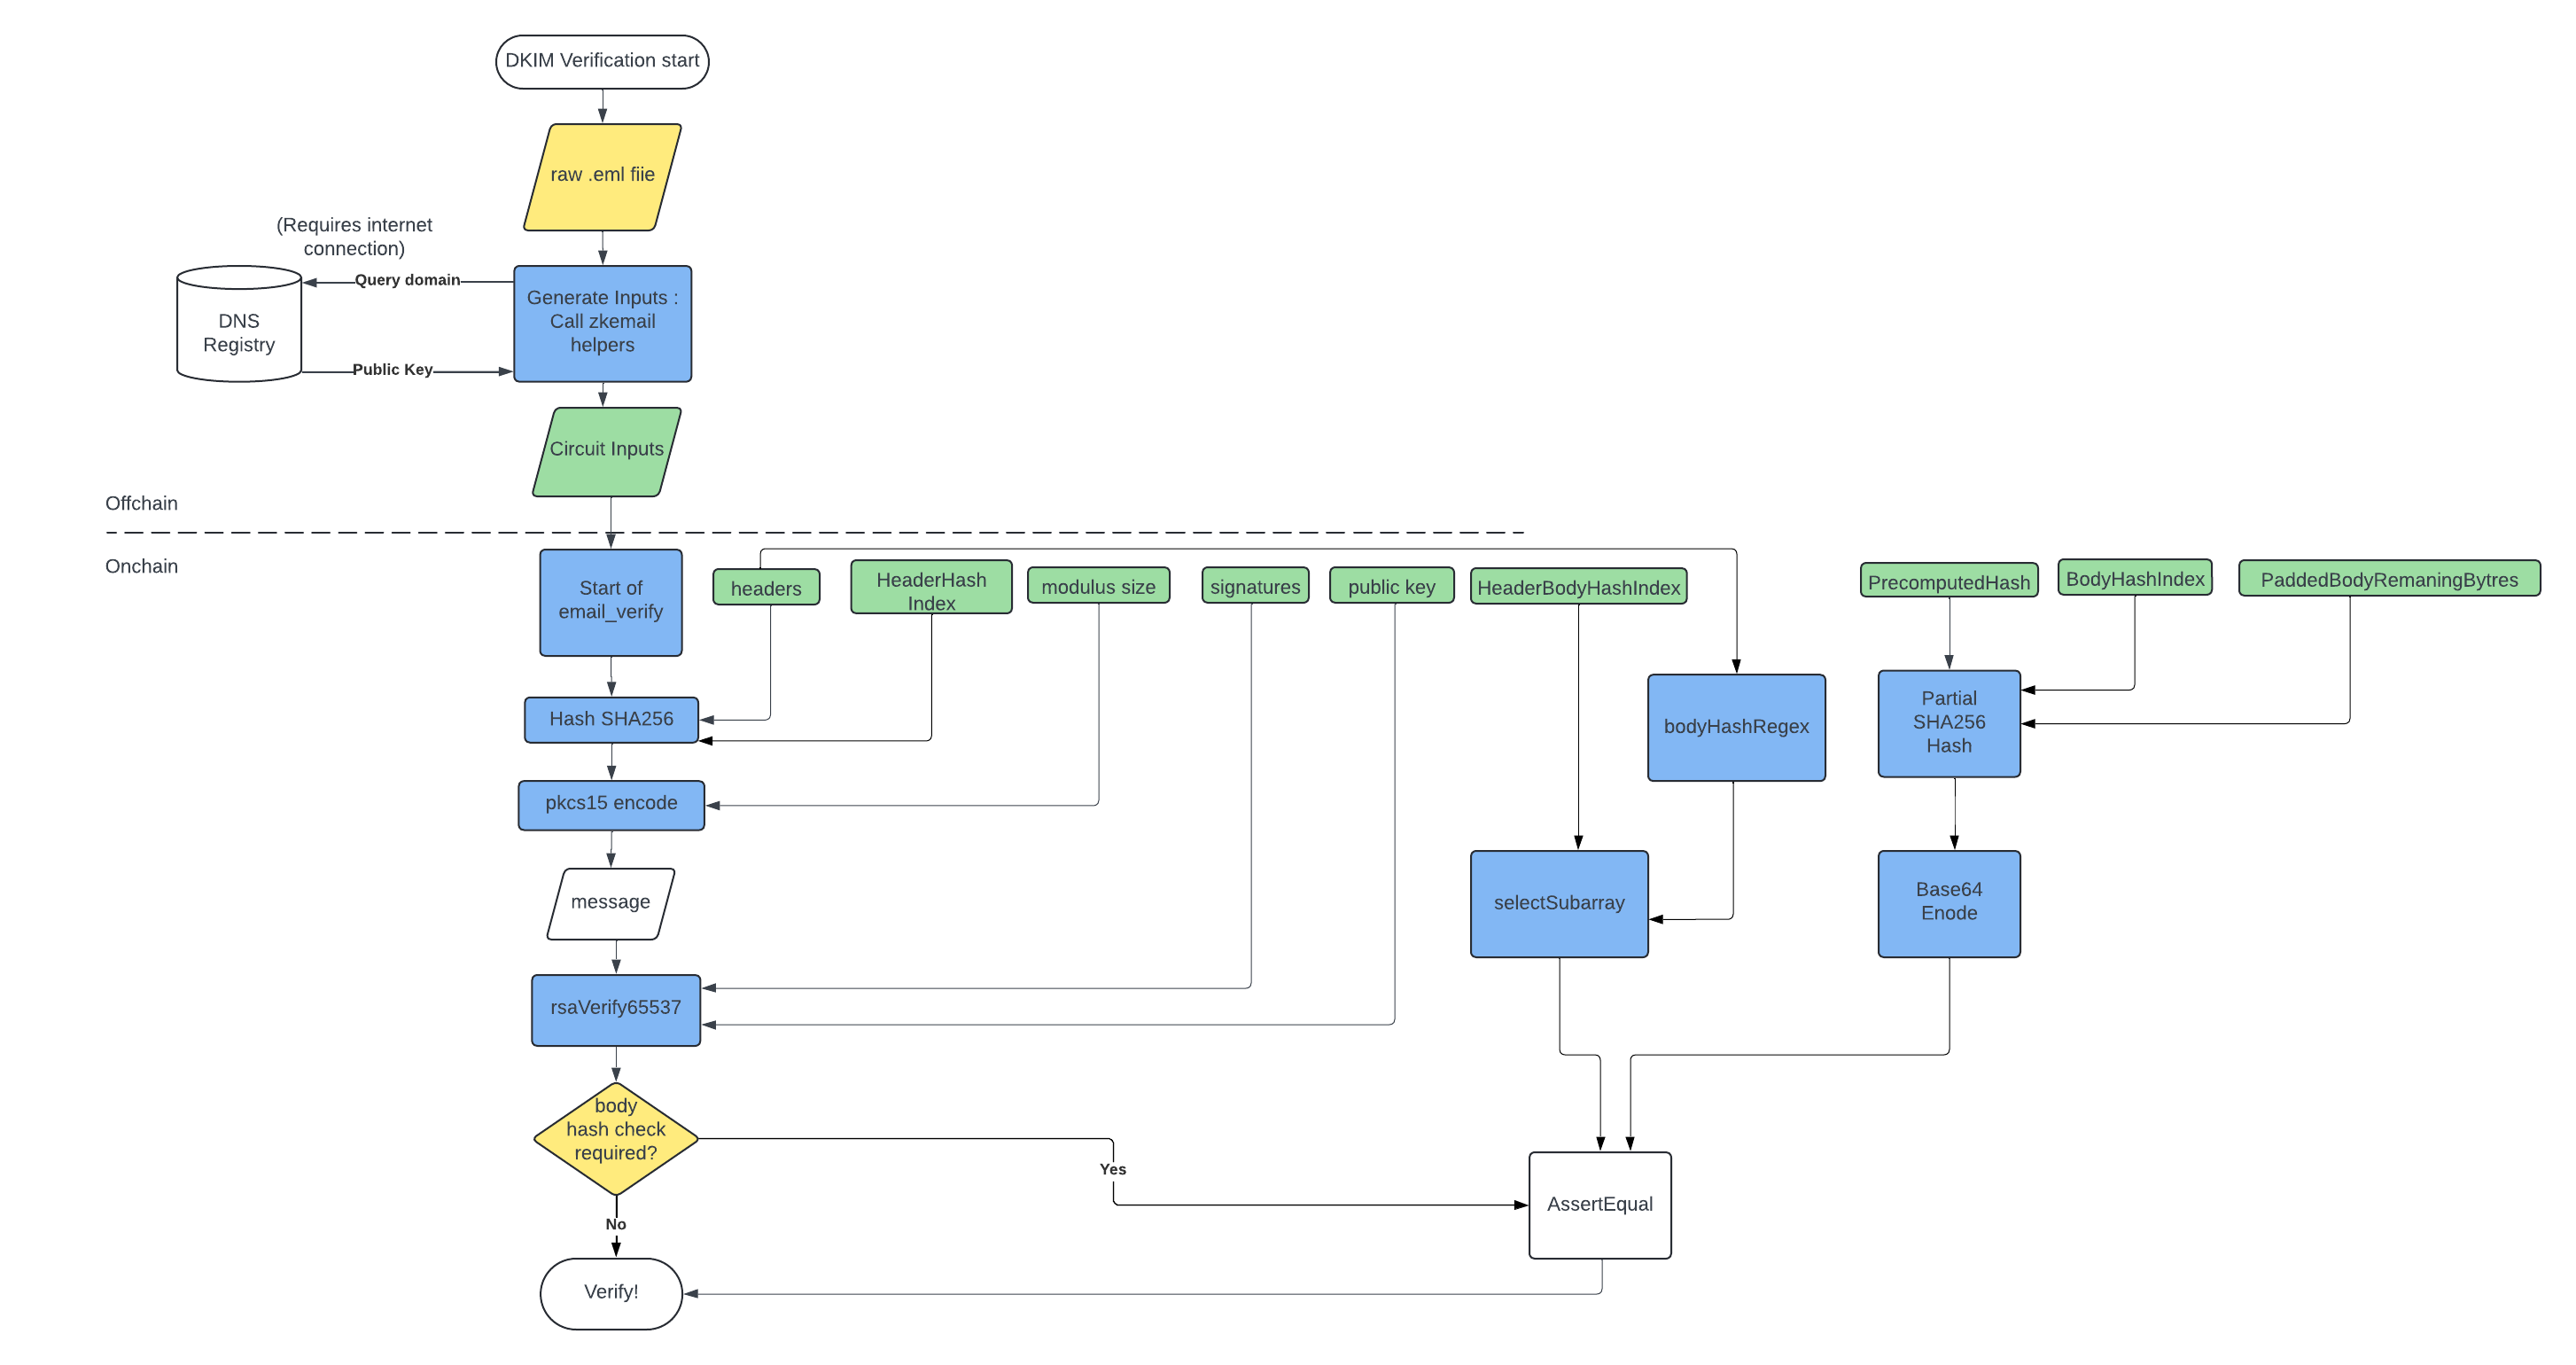 DKIM Verification start
raw .eml fiie
(Requires internet
connection)
Query domain
DNS
Registry
Public Key
Generate Inputs :
Call zkemail
helpers
Circuit Inputs
Offchain
Onchain
Start of
email_verify
headers
HeaderHash
Index
modulus size
signatures
public key
HeaderBodyHashIndex
PrecomputedHash
BodyHashIndex
PaddedBodyRemaningBytres
Hash SHA256
bodyHashRegex
Partial
SHA256
Hash
pkcs15 encode
message
selectSubarray
Base64
Enode
rsaVerify65537
body
hash check
required?
Yes
No
AssertEqual
Verify!